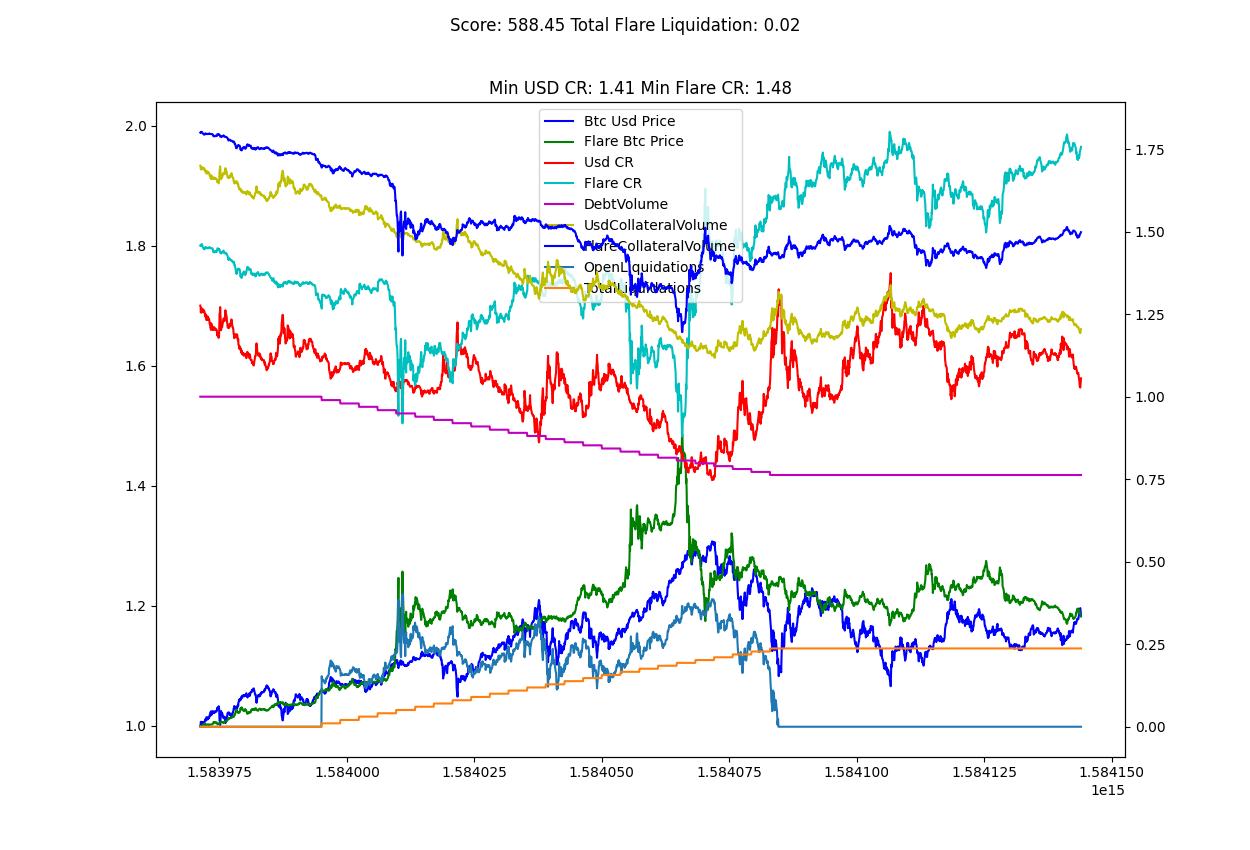 Score: 588.45 Total Flare Liquidation: 0.02
Min USD CR: 1.41 Min Flare CR: 1.48
Btc Usd Price
Flare Btc Price
Usd CR
Flare CR
DebtVolume
UsdCollateralVolume
FlareCollateralVolume
OpenLiquidations
TotalLiquidations
2.0
1.8
1.6
1.4
1.2
1.0
1.75
1.50
1.25
1.00
0.75
0.50
0.25
0.00
1.583975 1.584000 1.584025 1.584050 1.584075 1.584100 1.584125 1.584150
1e15